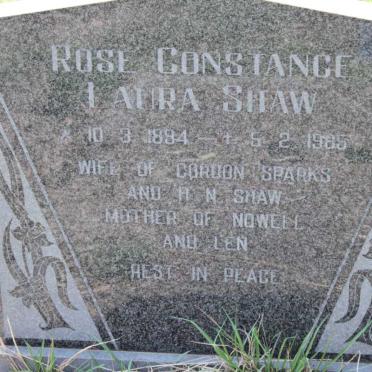 Rose Constance
Laura Shaw
* 10.3.1894 — + 5.2.1985
WIFE OF GORDON SPARKS
AND H N SHAW
MOTHER OF NOWELL
AND LEN
REST IN PEACE